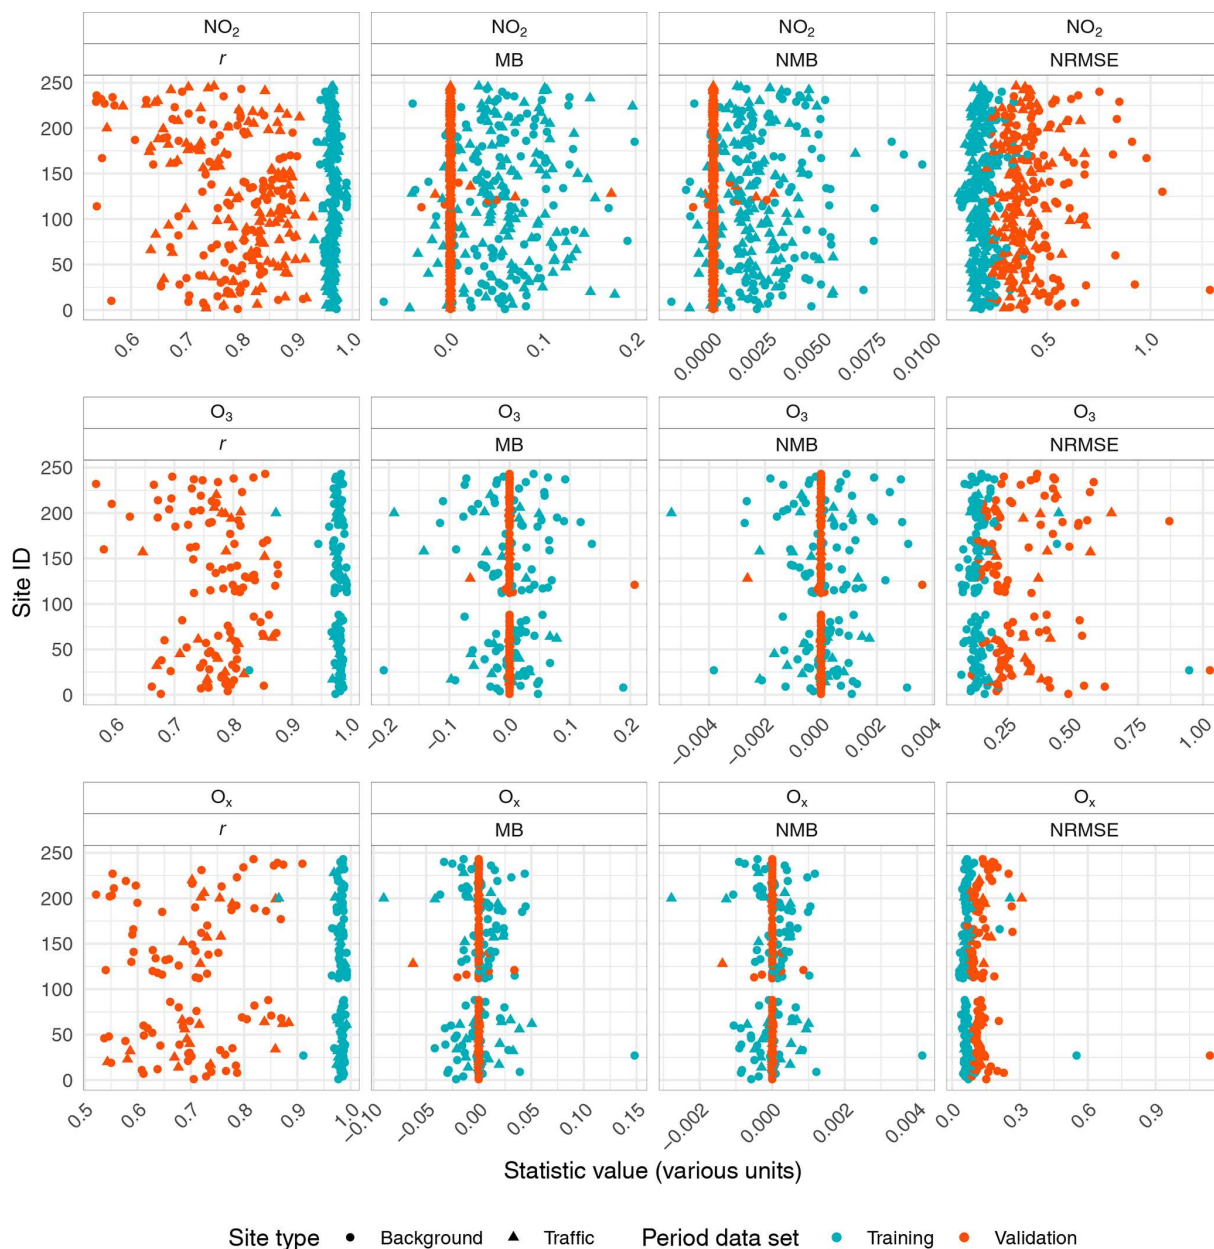 NO₂ NO₂ NO₂ NO₂
r MB NMB NRMSE
250
200
150
100
50
0
0.6 0.7 0.8 0.9 1.0 0.0 0.1 0.2 0.0000 0.0025 0.0050 0.0075 0.0100 0.5 1.0
O₃ O₃ O₃ O₃
r MB NMB NRMSE
250
200
150
100
50
0
0.6 0.7 0.8 0.9 1.0 −0.2 −0.1 0.0 0.1 0.2 −0.004 −0.002 0.000 0.002 0.004 0.25 0.50 0.75 1.00
Site ID
Oₓ Oₓ Oₓ Oₓ
r MB NMB NRMSE
250
200
150
100
50
0
0.5 0.6 0.7 0.8 0.9 1.0 −0.10 −0.05 0.00 0.05 0.10 0.15 −0.002 0.000 0.002 0.004 0.0 0.3 0.6 0.9
Statistic value (various units)
Site type Background Traffic Period data set Training Validation